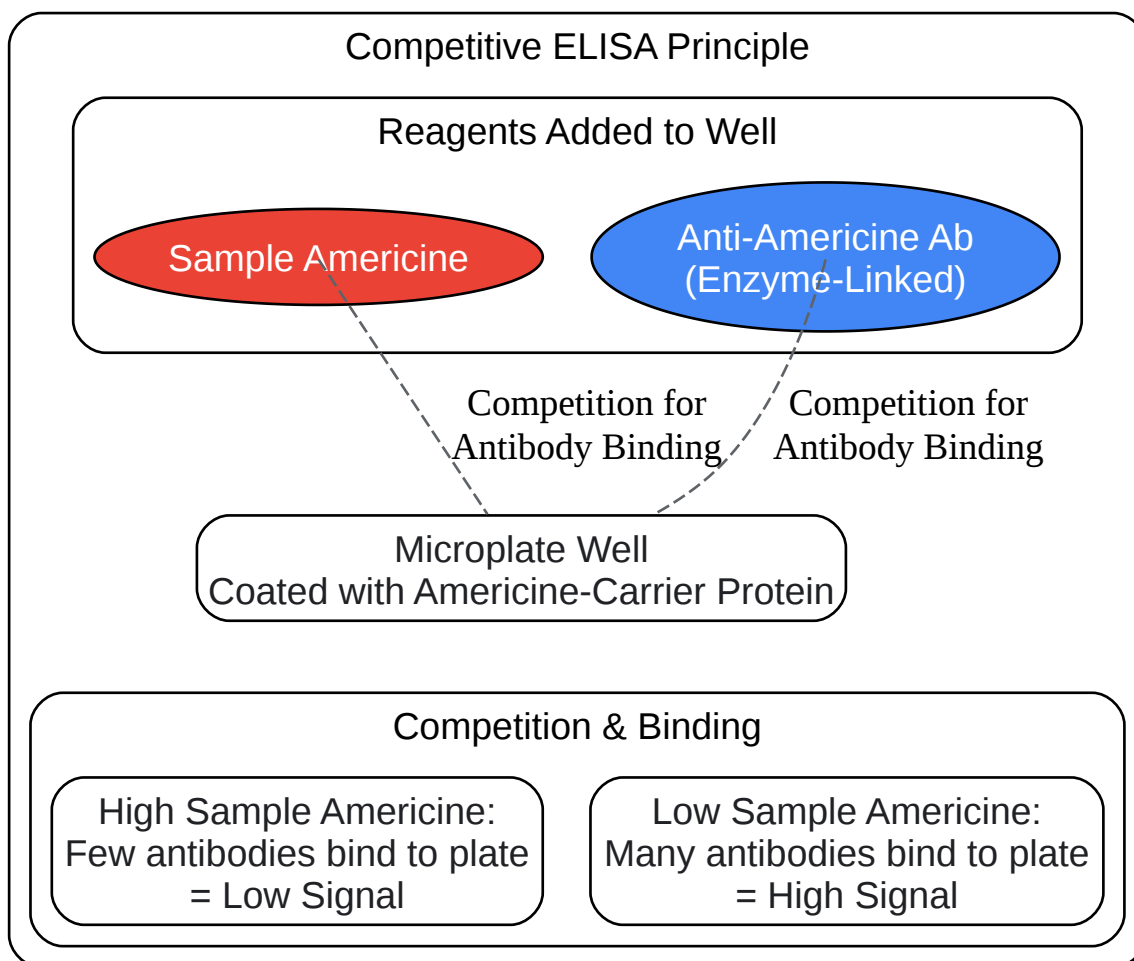 Competitive ELISA Principle
Reagents Added to Well
Sample Americine
Anti-Americine Ab
(Enzyme-Linked)
Competition for
Antibody Binding
Competition for
Antibody Binding
Microplate Well
Coated with Americine-Carrier Protein
Competition & Binding
High Sample Americine:
Few antibodies bind to plate
= Low Signal
Low Sample Americine:
Many antibodies bind to plate
= High Signal